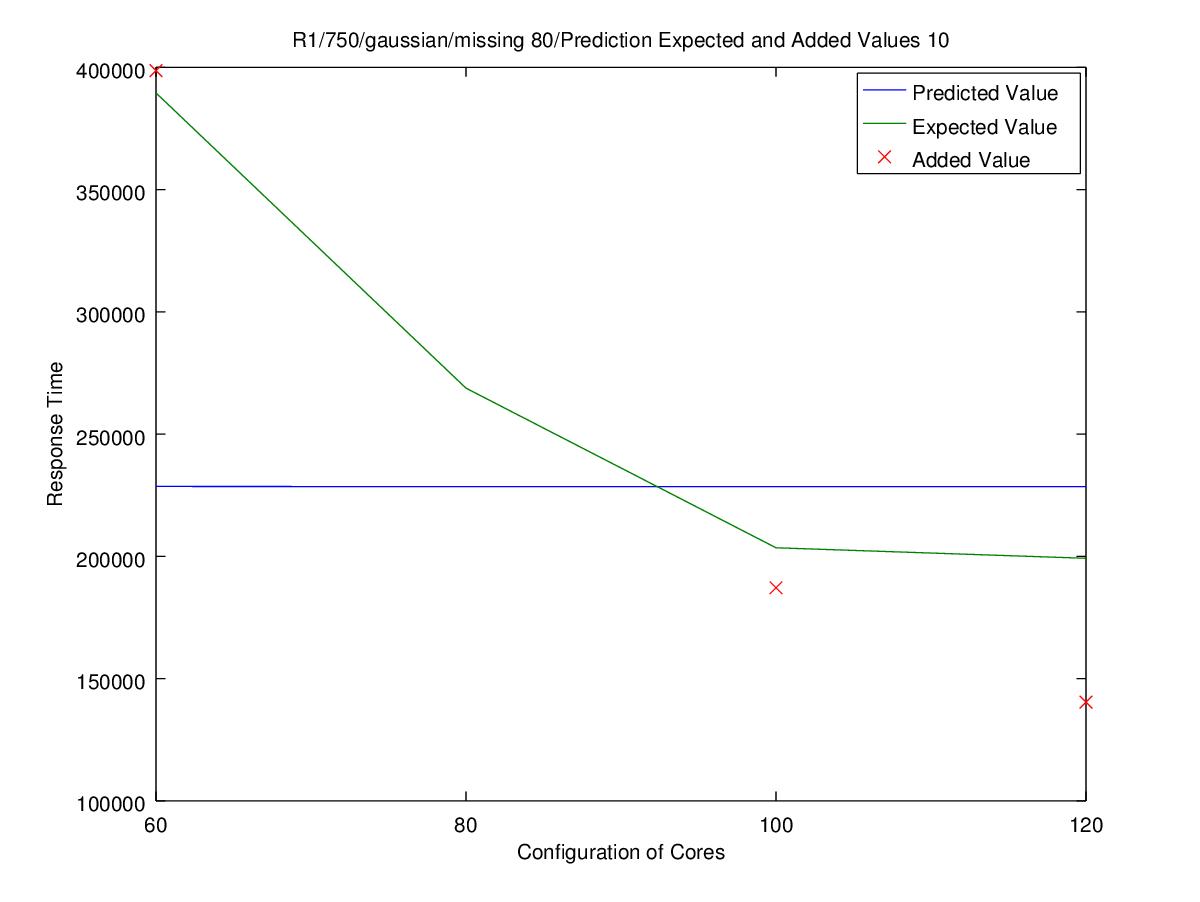 R1/750/gaussian/missing 80/Prediction Expected and Added Values 10
400000
350000
300000
250000
200000
150000
100000
60
80
100
120
Response Time
Configuration of Cores
Predicted Value
Expected Value
Added Value